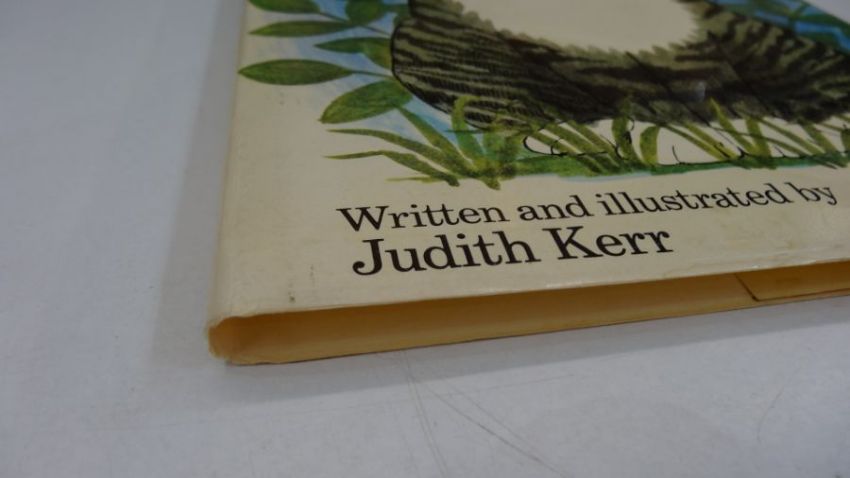 Written and illustrated by
Judith Kerr